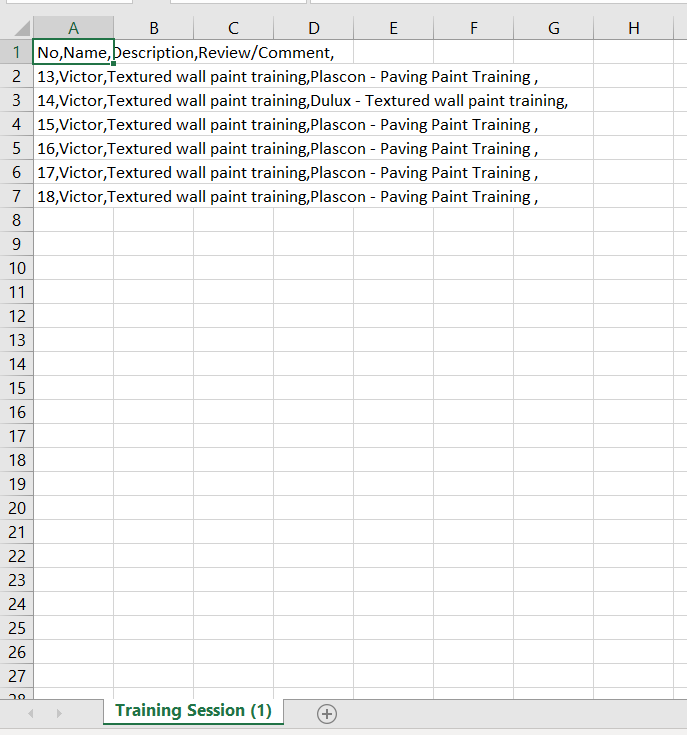 A B C D E F G H
1 No,Name,Description,Review/Comment,
2 13,Victor,Textured wall paint training,Plascon - Paving Paint Training ,
3 14,Victor,Textured wall paint training,Dulux - Textured wall paint training,
4 15,Victor,Textured wall paint training,Plascon - Paving Paint Training ,
5 16,Victor,Textured wall paint training,Plascon - Paving Paint Training ,
6 17,Victor,Textured wall paint training,Plascon - Paving Paint Training ,
7 18,Victor,Textured wall paint training,Plascon - Paving Paint Training ,
8
9
10
11
12
13
14
15
16
17
18
19
20
21
22
23
24
25
26
27
28
Training Session (1)